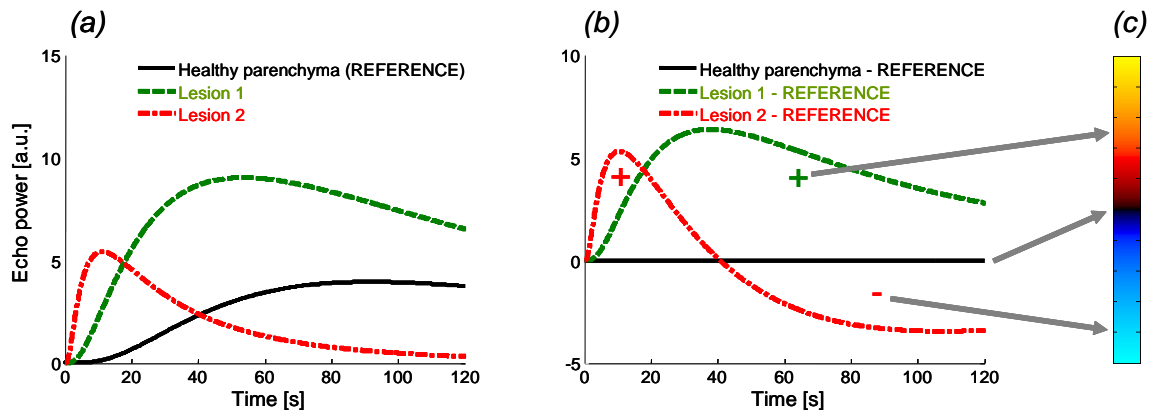 (a)
15
10
5
0
Echo power [a.u.]
Healthy parenchyma (REFERENCE)
Lesion 1
Lesion 2
0 20 40 60 80 100 120
Time [s]
(b)
10
5
0
-5
Healthy parenchyma - REFERENCE
Lesion 1 - REFERENCE
Lesion 2 - REFERENCE
+
+
-
0 20 40 60 80 100 120
Time [s]
(c)